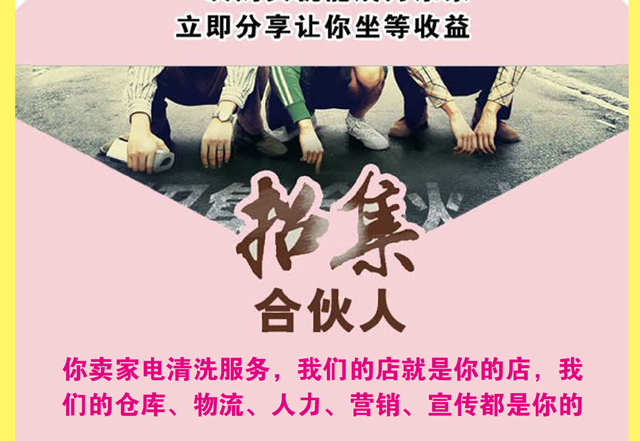 立即分享让你坐等收益
招集
合伙人
你卖家电清洗服务，我们的店就是你的店，我
们的仓库、物流、人力、营销、宣传都是你的